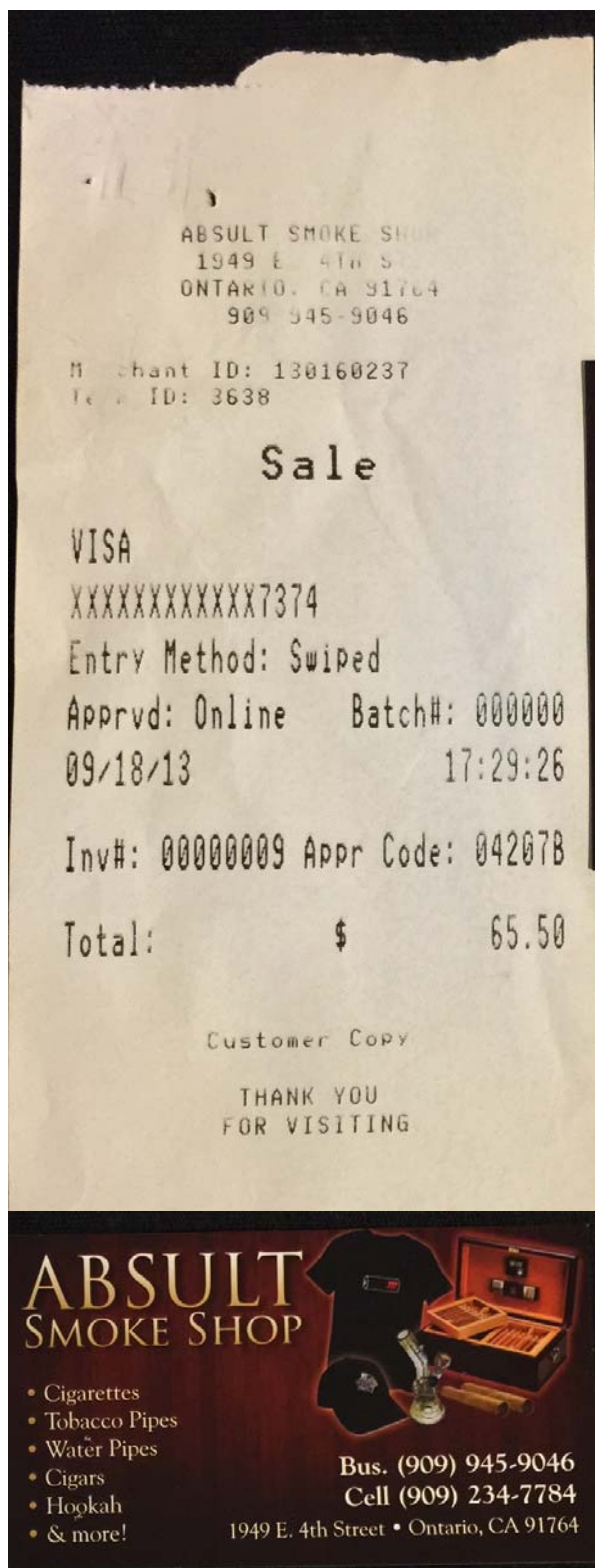 ABSULT SMOKE
1949 E. 4TH S
ONTARIO, CA 91764
909 945-9046
ID: 130160237
ID: 3638
Sale
VISA
XXXXXXXXXXXX7374
Entry Method: Swiped
Apprvd: Online Batch#: 000000
09/18/13 17:29:26
Inv#: 00000009 Appr Code: 04207B
Total: $ 65.50
Customer Copy
THANK YOU
FOR VISITING
ABSULT
SMOKE SHOP
• Cigarettes
• Tobacco Pipes
• Water Pipes
• Cigars
• Hookah
• & more!
Bus. (909) 945-9046
Cell (909) 234-7784
1949 E. 4th Street • Ontario, CA 91764